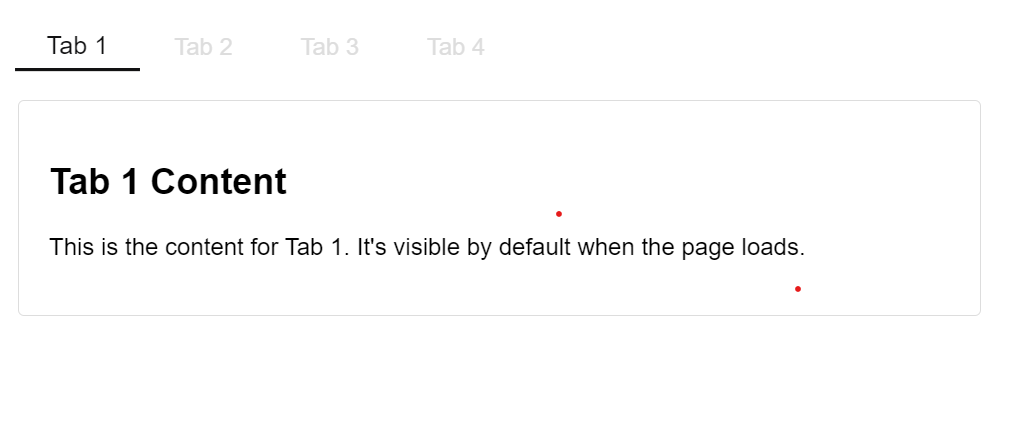 Tab 1 Tab 2 Tab 3 Tab 4
Tab 1 Content
This is the content for Tab 1. It's visible by default when the page loads.